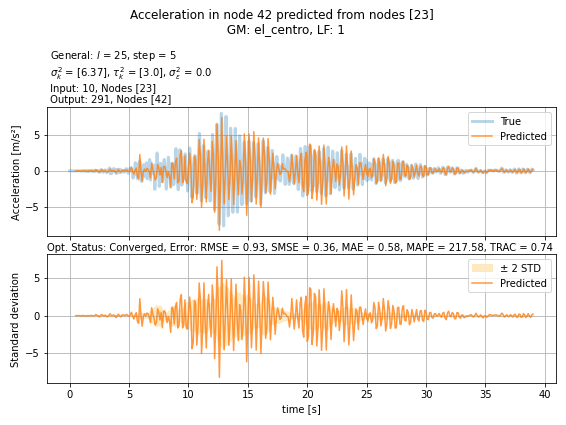 Acceleration in node 42 predicted from nodes [23]
GM: el_centro, LF: 1
General: l = 25, step = 5
σ²ₖ = [6.37], τ²ₖ = [3.0], σ²ε = 0.0
Input: 10, Nodes [23]
Output: 291, Nodes [42]
Acceleration [m/s²]
5
0
−5
True
Predicted
Opt. Status: Converged, Error: RMSE = 0.93, SMSE = 0.36, MAE = 0.58, MAPE = 217.58, TRAC = 0.74
Standard deviation
5
0
−5
± 2 STD
Predicted
0 5 10 15 20 25 30 35 40
time [s]